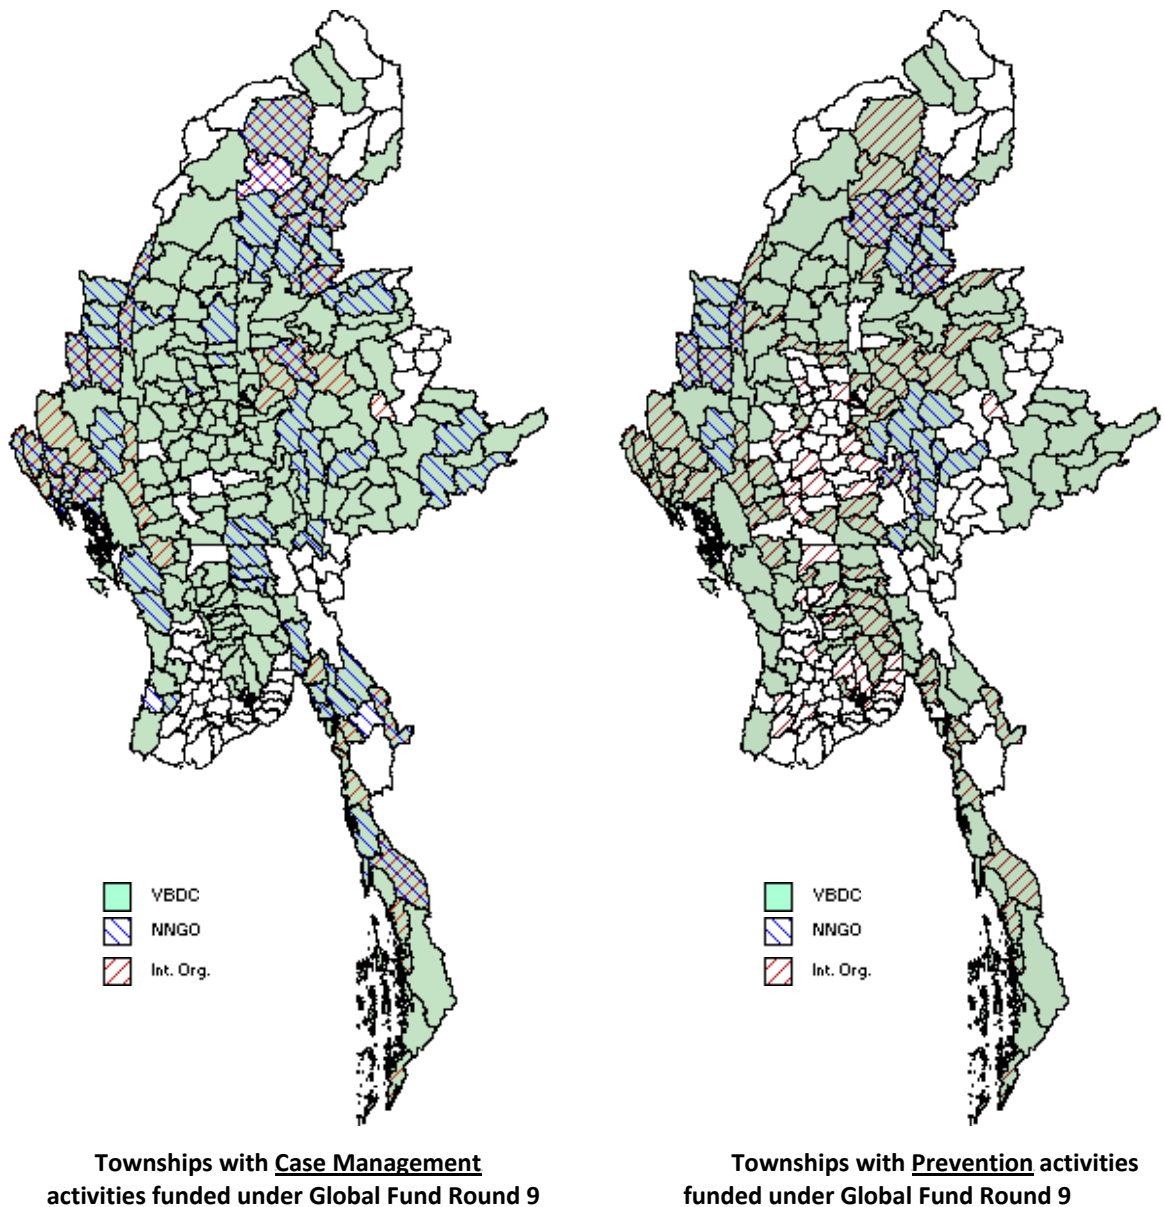 VBDC
NNGO
Int. Org.
VBDC
NNGO
Int. Org.
Townships with Case Management
activities funded under Global Fund Round 9
Townships with Prevention activities
funded under Global Fund Round 9